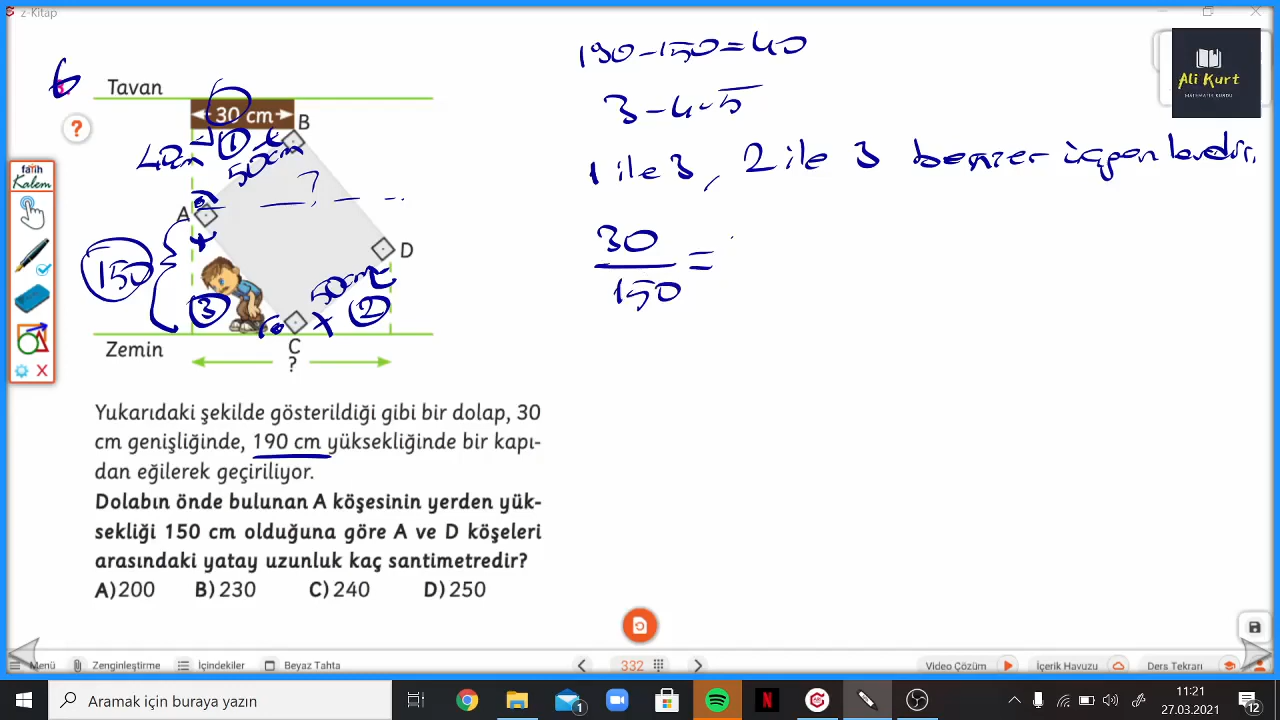 z-Kitap
190-150=40
6
Tavan
30 cm
B
Ali Kurt
3-4-5
40cm
1
50cm
1 ile 3, 2 ile 3 benzer üçgenlerdir.
?
fatih
Kalem
?
A
150
30/150 =
D
50cm
3
2
x
Zemin
C
?
Yukarıdaki şekilde gösterildiği gibi bir dolap, 30
cm genişliğinde, 190 cm yüksekliğinde bir kapı-
dan eğilerek geçiriliyor.
Dolabın önde bulunan A köşesinin yerden yük-
sekliği 150 cm olduğuna göre A ve D köşeleri
arasındaki yatay uzunluk kaç santimetredir?
A)200 B)230 C)240 D)250
Menü Zenginleştirme İçindekiler Beyaz Tahta 332 Video Çözüm İçerik Havuzu Ders Tekrarı
Aramak için buraya yazın
1
11:21
27.03.2021
12